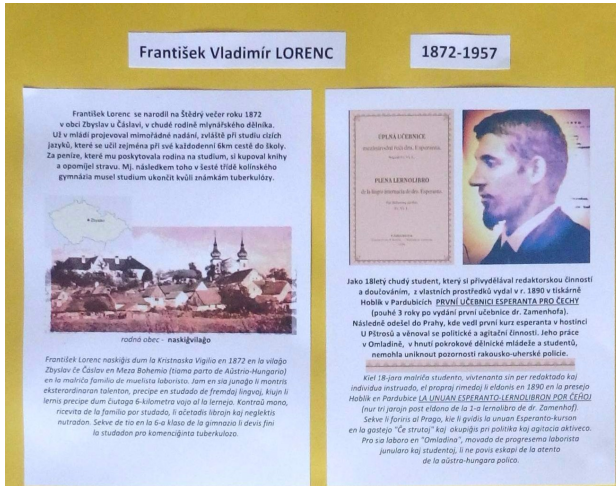 František Vladimír LORENC
1872-1957
František Lorenc se narodil na Štědrý večer roku 1872
v obci Zbyslav u Čáslavi, v chudé rodině mlynářského dělníka.
Už v mládí projevoval mimořádné nadání, zvláště při studiu cizích
jazyků, které se učil zejména při své každodenní 6km cestě do školy.
Za peníze, které mu poskytovala rodina na studium, si kupoval knihy
a opomíjel stravu. Mj. následkem toho v šesté třídě kolínského
gymnázia musel studium ukončit kvůli známkám tuberkulózy.
Zbyslav
rodná obec - naskiĝvilaĝo
František Lorenc naskiĝis dum la Kristnaska Vigilio en 1872 en la vilaĝo
Zbyslav ĉe Čáslav en Meza Bohemio (tiama parto de Aŭstrio-Hungario)
en la malriĉa familio de muelista laboristo. Jam en sia junaĝo li montris
eksterordinaran talenton, precipe en studado de fremdaj lingvoj, kiujn li
lernis precipe dum ĉiutaga 6-kilometra vojo al la lernejo. Kontraŭ mono,
ricevita de la familio por studado, li aĉetadis librojn kaj neglektis
nutradon. Sekve de tio en la 6-a klaso de la gimnazio li devis fini
la studadon pro komenciĝinta tuberkulozo.
ÚPLNÁ UČEBNICE
mezinárodní řeči dra. Esperanta.
PLENA LERNOLIBRO
de la lingvo internacia de dro. Esperanto.
Jako 18letý chudý student, který si přivydělával redaktorskou činností
a doučováním, z vlastních prostředků vydal v r. 1890 v tiskárně
Hoblík v Pardubicích PRVNÍ UČEBNICI ESPERANTA PRO ČECHY
(pouhé 3 roky po vydání první učebnice dr. Zamenhofa).
Následně odešel do Prahy, kde vedl první kurz esperanta v hostinci
U Pštrosů a věnoval se politické a agitační činnosti. Jeho práce
v Omladině, v hnutí pokrokové dělnické mládeže a studentů,
nemohla uniknout pozornosti rakousko-uherské policie.
Kiel 18-jara malriĉa studento, vivtenanta sin per redaktado kaj
individua instruado, el propraj rimedoj li eldonis en 1890 en la presejo
Hoblík en Pardubice LA UNUAN ESPERANTO-LERNOLIBRON POR ĈEĤOJ
(nur tri jarojn post eldono de la 1-a lernolibro de dr. Zamenhof).
Sekve li foriris al Prago, kie li gvidis la unuan Esperanto-kurson
en la gastejo "Ĉe strutoj" kaj okupiĝis pri politika kaj agitacia aktiveco.
Pro sia laboro en "Omladina", movado de progresema laborista
junularo kaj studentoj, li ne povis eskapi de la atento
de la aŭstra-hungara polico.